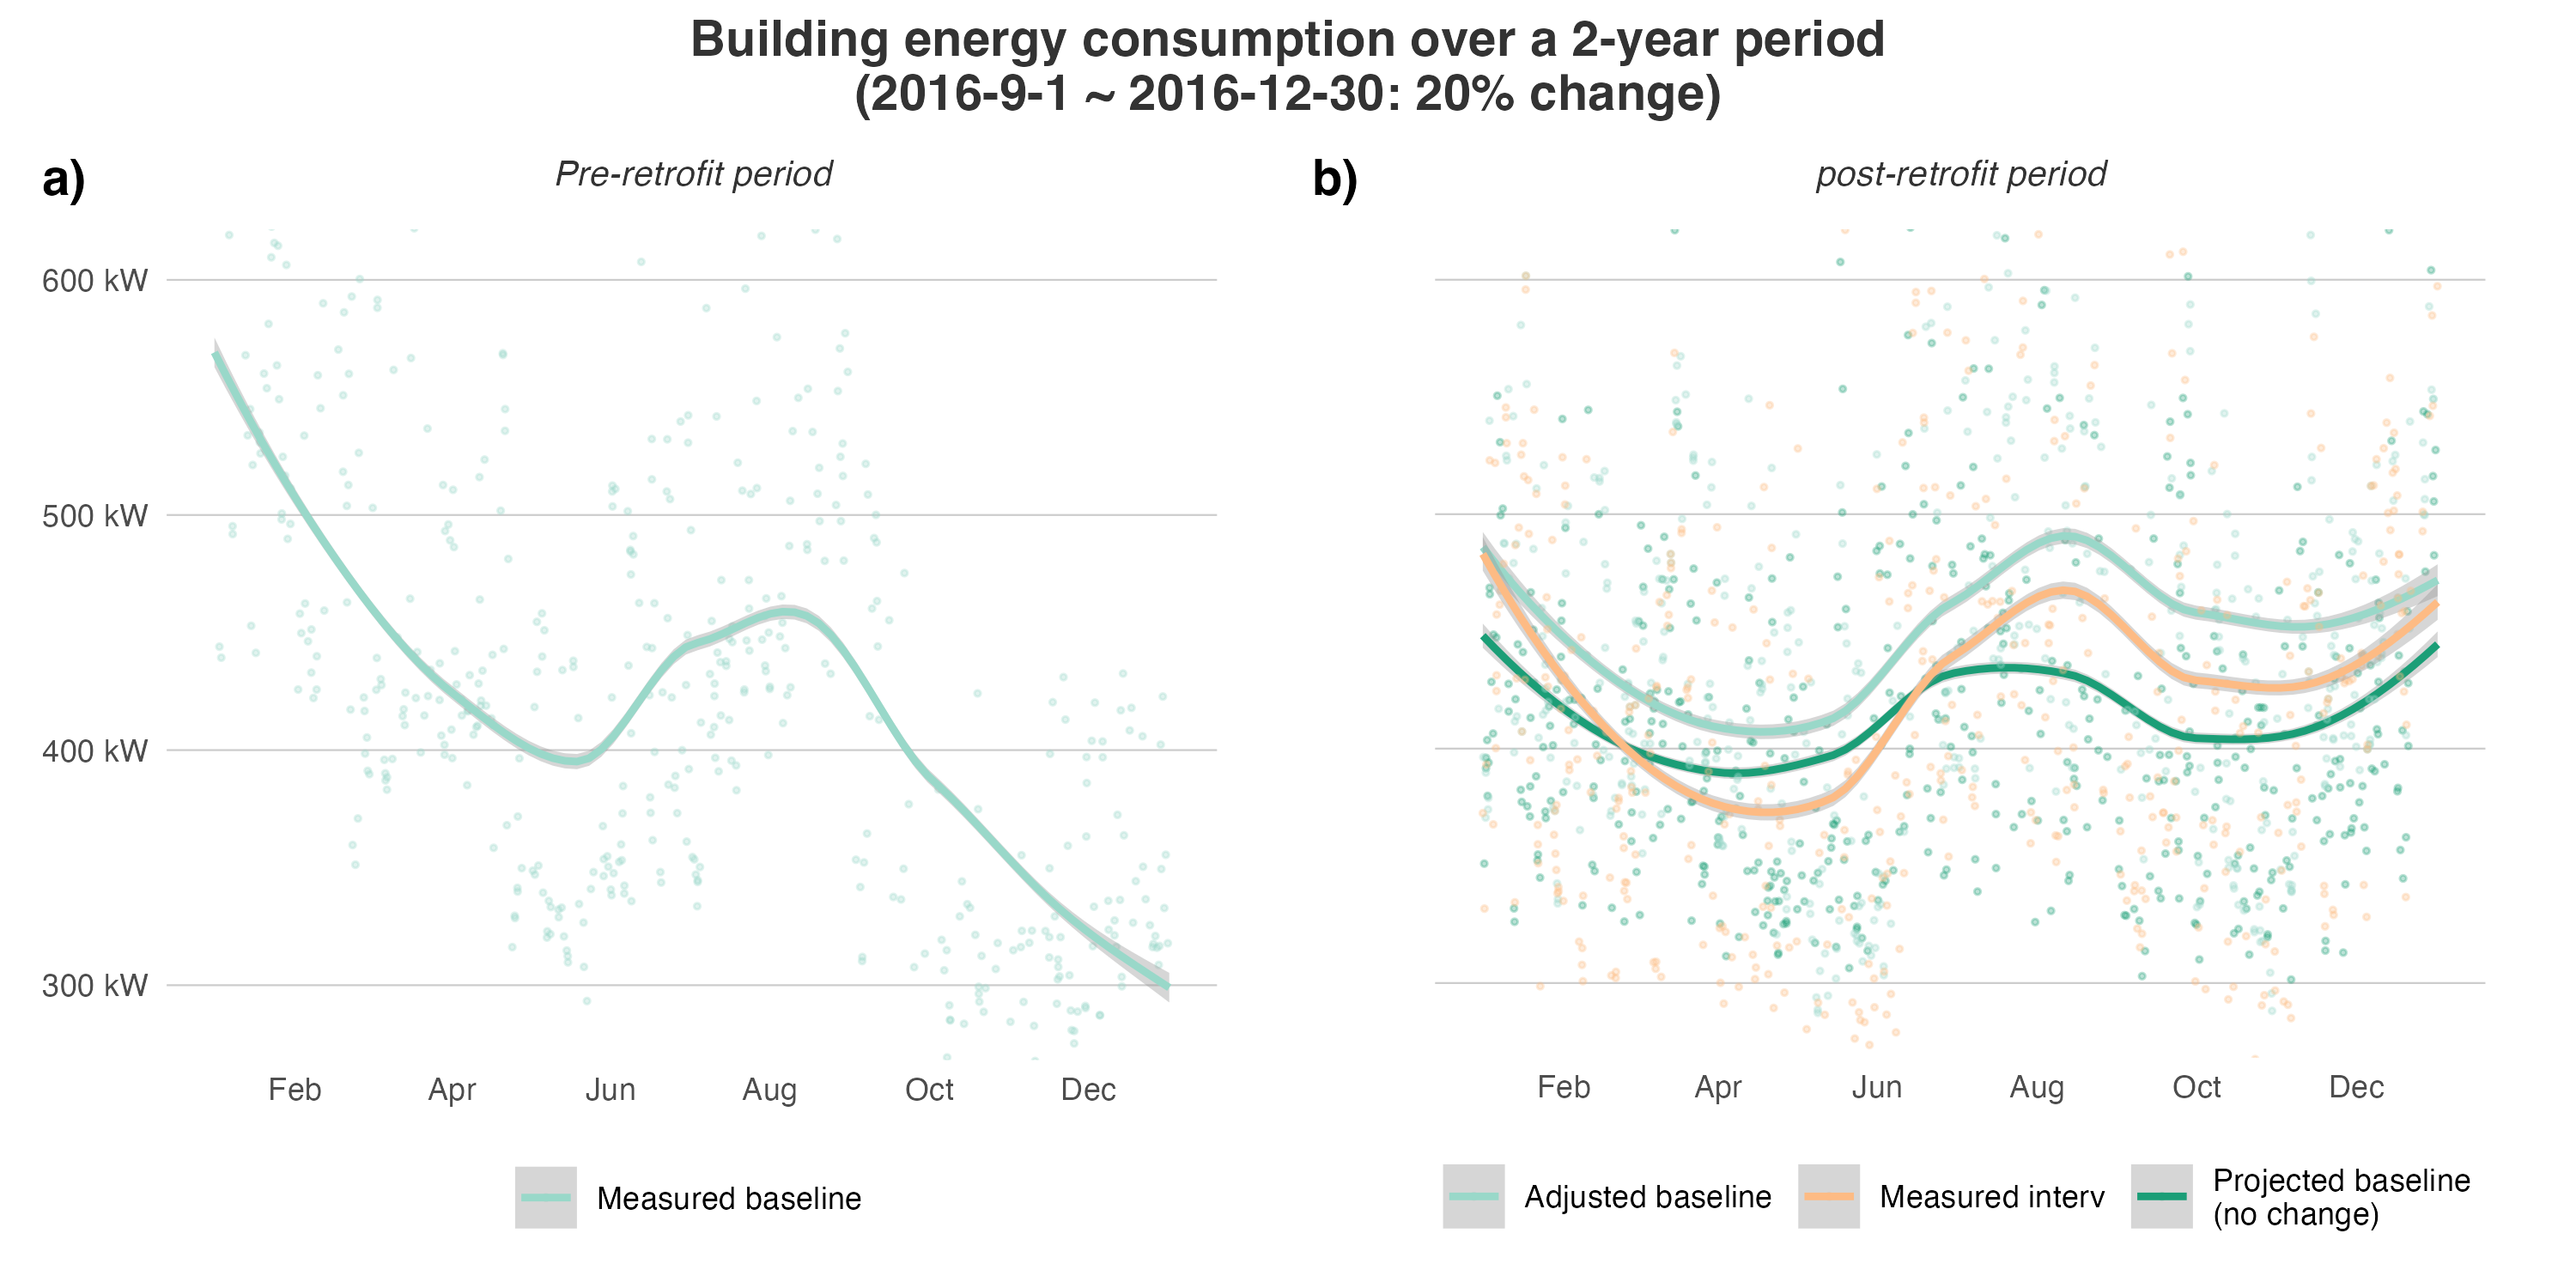 Building energy consumption over a 2-year period
(2016-9-1 ~ 2016-12-30: 20% change)
a)
Pre-retrofit period
600 kW
500 kW
400 kW
300 kW
Feb Apr Jun Aug Oct Dec
Measured baseline
b)
post-retrofit period
Feb Apr Jun Aug Oct Dec
Adjusted baseline
Measured interv
Projected baseline
(no change)